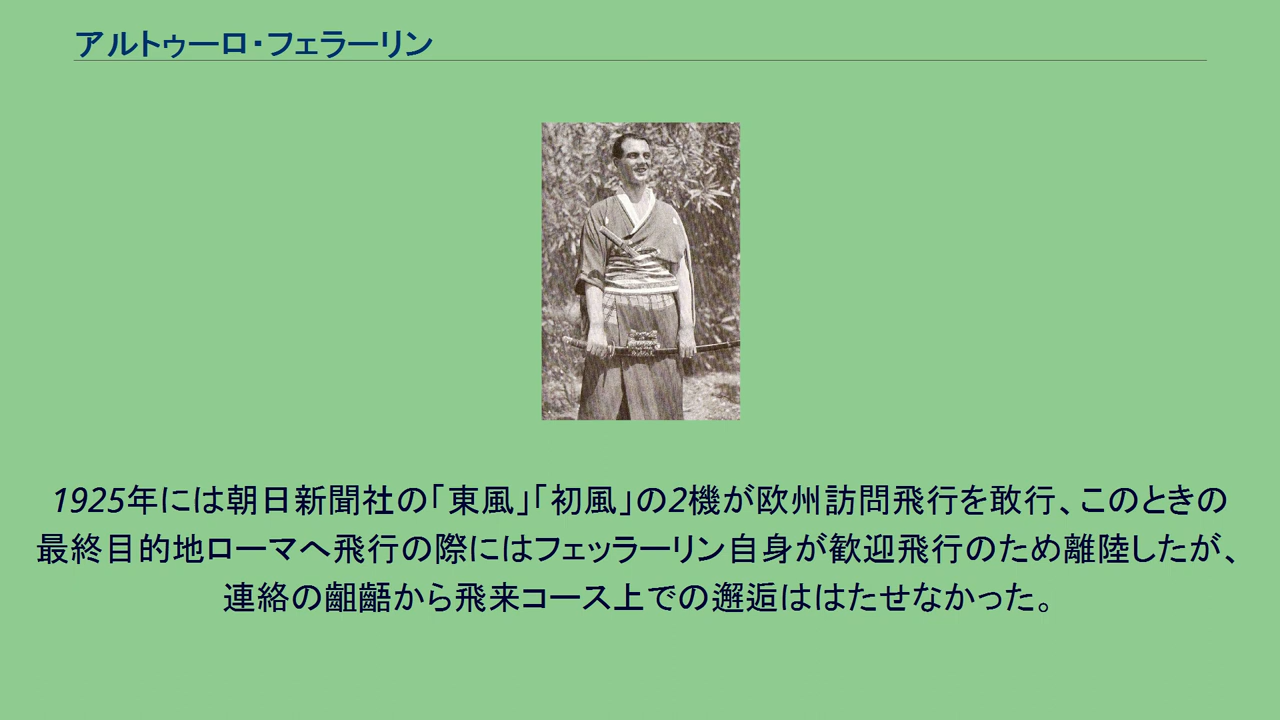 アルトゥーロ・フェラーリン
1925年には朝日新聞社の「東風」「初風」の2機が欧州訪問飛行を敢行、このときの
最終目的地ローマへ飛行の際にはフェッラーリン自身が歓迎飛行のため離陸したが、
連絡の齟齬から飛来コース上での邂逅ははたせなかった。